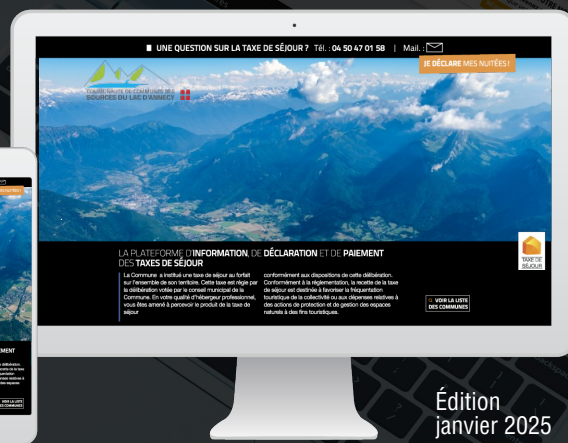 UNE QUESTION SUR LA TAXE DE SÉJOUR ? Tél. : 04 50 47 01 58 | Mail. :
JE DÉCLARE MES NUITÉES !
COMMUNAUTÉ DE COMMUNES DES
SOURCES DU LAC D'ANNECY
LA PLATEFORME D'INFORMATION, DE DÉCLARATION ET DE PAIEMENT
DES TAXES DE SÉJOUR
La Commune a institué une taxe de séjour au forfait
sur l'ensemble de son territoire. Cette taxe est régie par
la délibération votée par le conseil municipal de la
Commune. En votre qualité d'hébergeur professionnel,
vous êtes amené à percevoir le produit de la taxe de
séjour
conformément aux dispositions de cette délibération.
Conformément à la réglementation, la recette de la taxe
de séjour est destinée à favoriser la fréquentation
touristique de la collectivité ou aux dépenses relatives à
des actions de protection et de gestion des espaces
naturels à des fins touristiques.
TAXE DE
SÉJOUR
VOIR LA LISTE
DES COMMUNES
Édition
janvier 2025